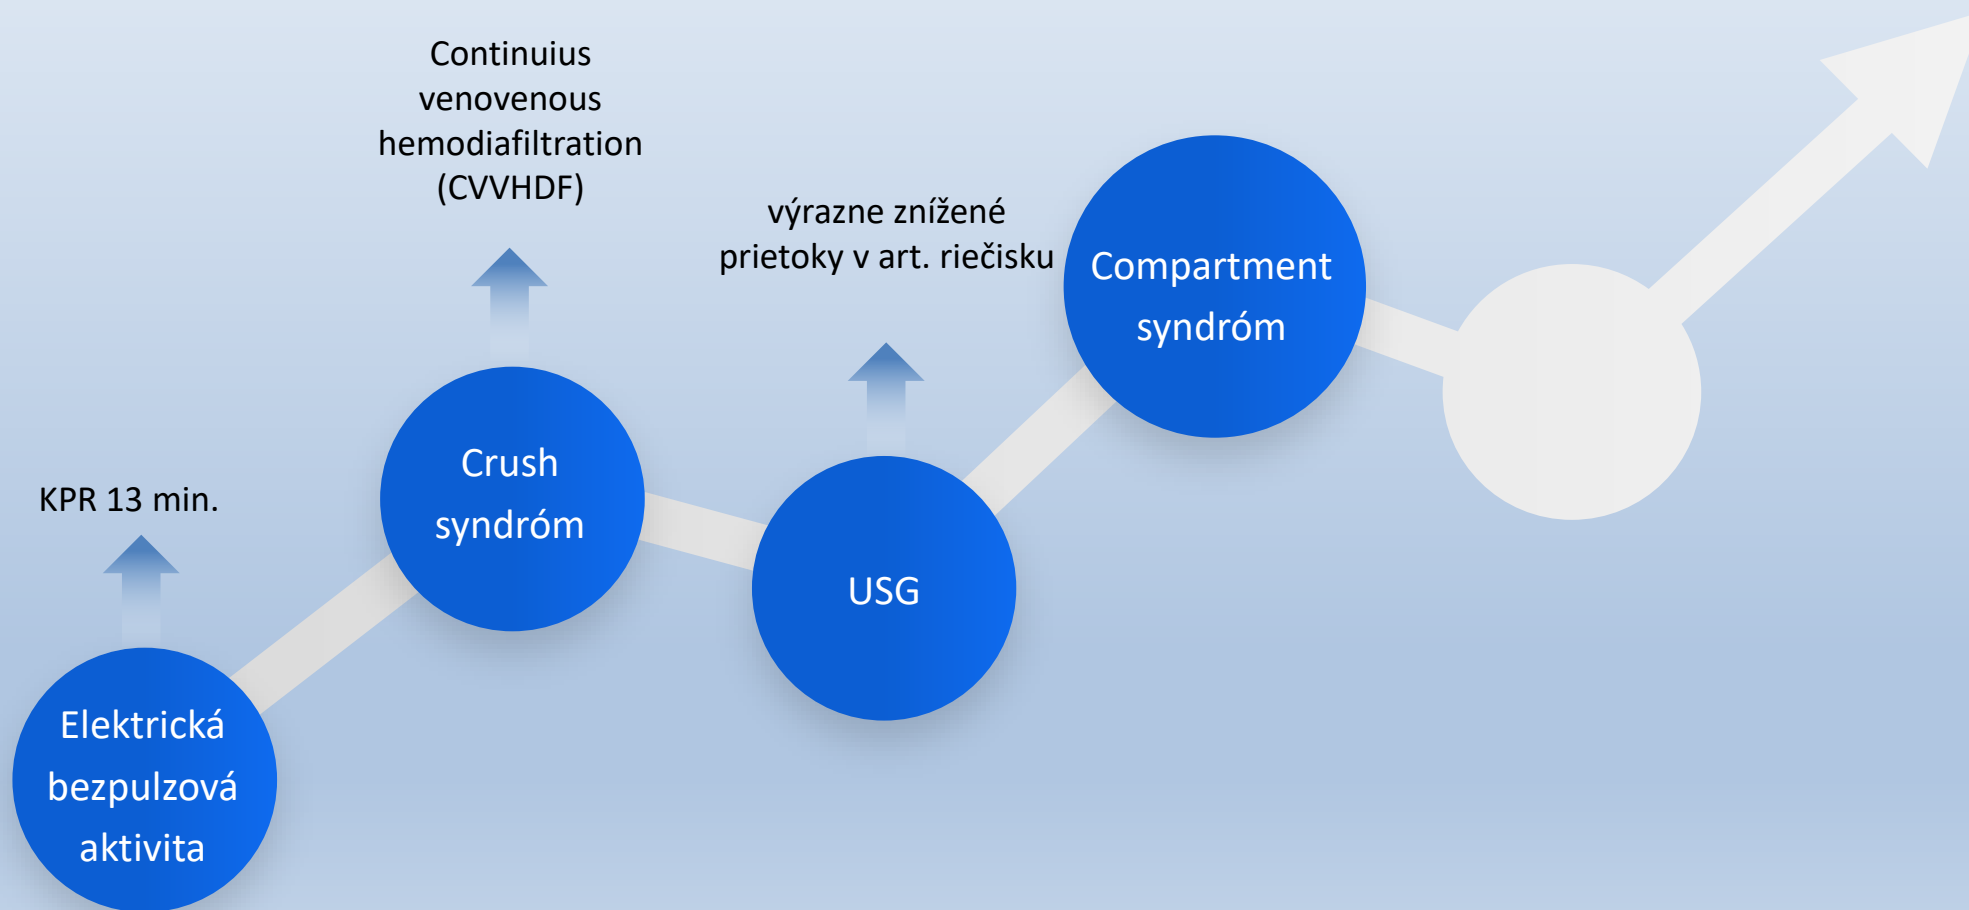 KPR 13 min.
Elektrická
bezpulzová
aktivita
Continuius
venovenous
hemodiafiltration
(CVVHDF)
Crush
syndróm
výrazne znížené
prietoky v art. riečisku
USG
Compartment
syndróm